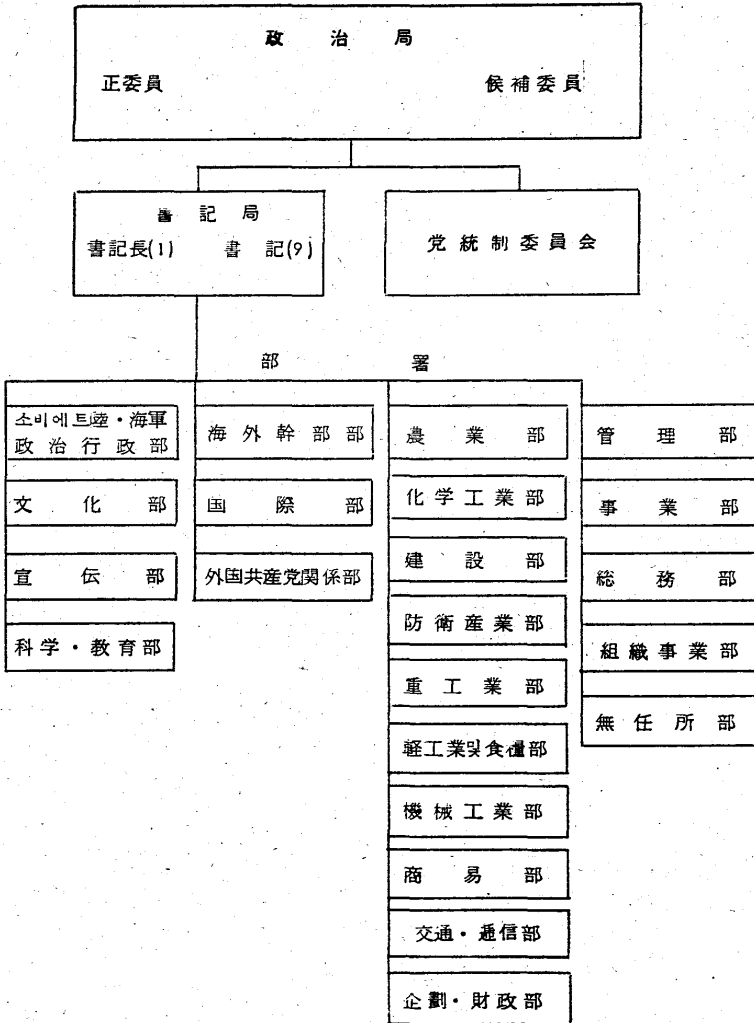 政治局
正委員 候補委員
書記局
書記長(1) 書記(9)
党統制委員会
部署
소비에트陸・海軍
政治行政部
文化部
宣伝部
科学・教育部
海外幹部部
国際部
外国共産党関係部
農業部
化学工業部
建設部
防衛産業部
重工業部
軽工業및食糧部
機械工業部
商易部
交通・通信部
企劃・財政部
管理部
事業部
総務部
組織事業部
無任所部